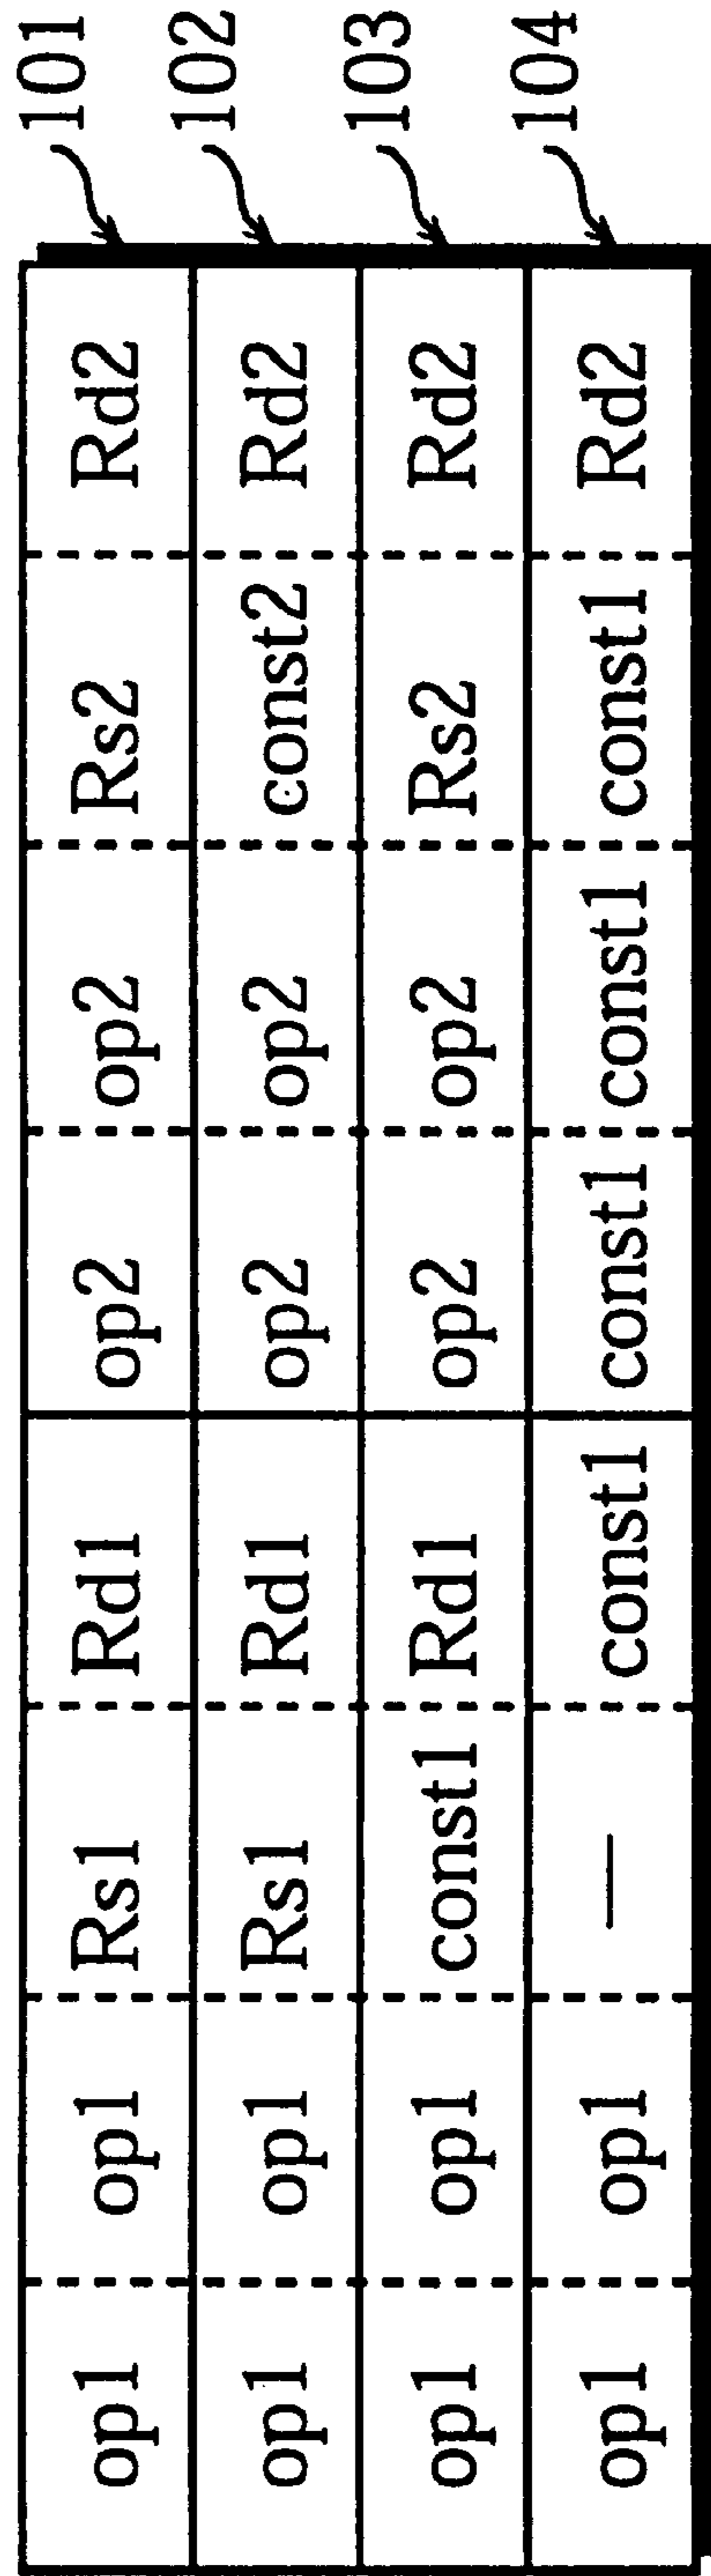 op1 op1 Rs1 Rd1 op2 op2 Rs2 Rd2 101
op1 op1 Rs1 Rd1 op2 op2 const2 Rd2 102
op1 op1 const1 Rd1 op2 op2 Rs2 Rd2 103
op1 op1 — const1 const1 const1 const1 Rd2 104